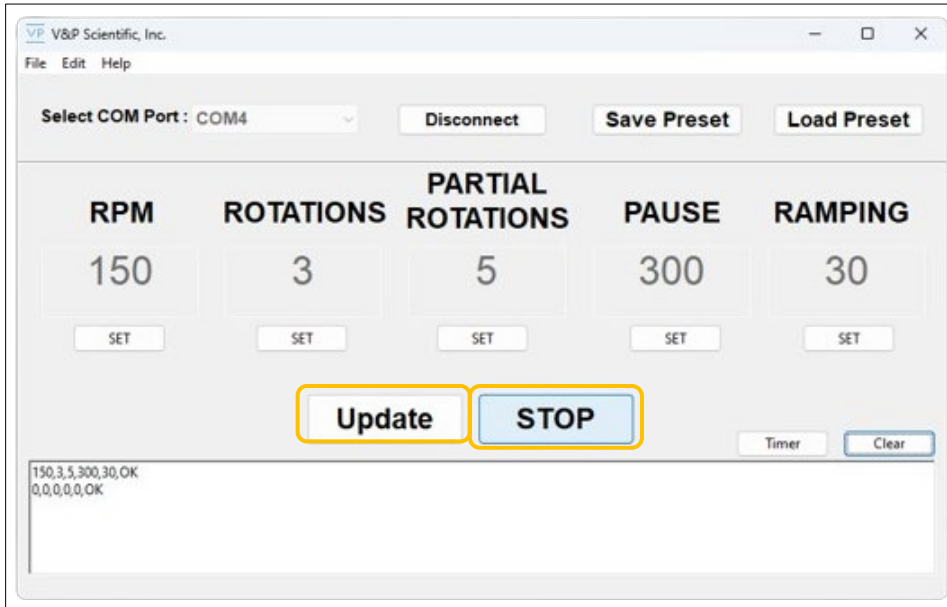 VP V&P Scientific, Inc.
File Edit Help
Select COM Port : COM4 Disconnect Save Preset Load Preset
RPM ROTATIONS PARTIAL ROTATIONS PAUSE RAMPING
150 3 5 300 30
SET SET SET SET SET
Update STOP
Timer Clear
150,3,5,300,30,OK
0,0,0,0,0,OK